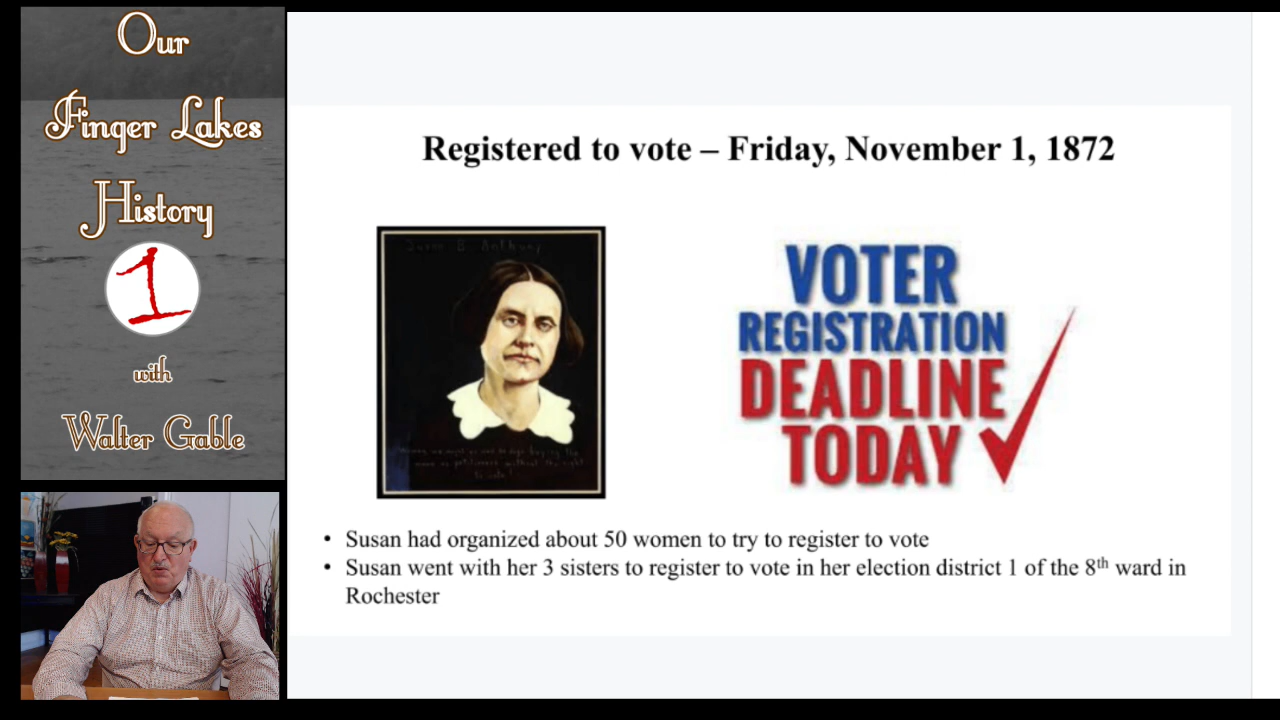 Our
Finger Lakes
History
1
with
Walter Gable
Registered to vote – Friday, November 1, 1872
Susan B. Anthony
VOTER
REGISTRATION
DEADLINE
TODAY
• Susan had organized about 50 women to try to register to vote
• Susan went with her 3 sisters to register to vote in her election district 1 of the 8th ward in
Rochester